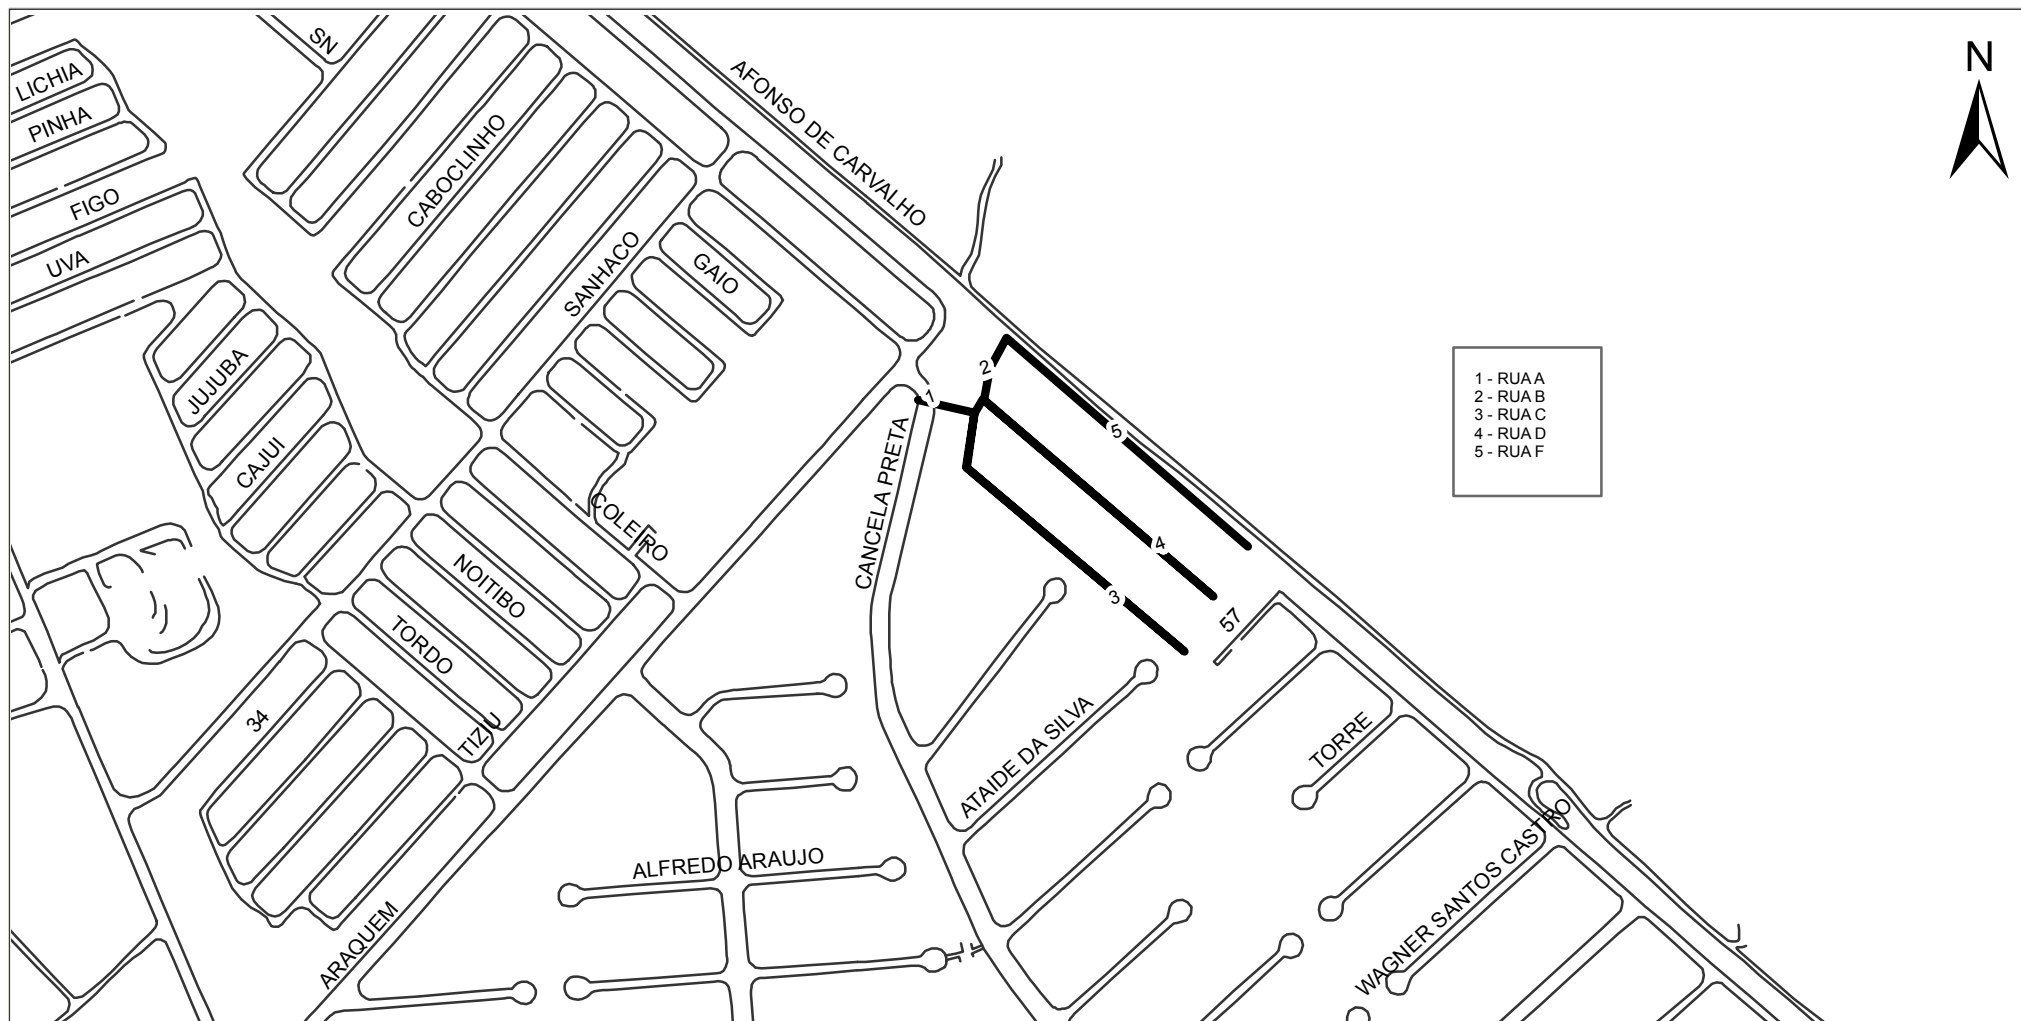 SN
N
AFONSO DE CARVALHO
LICHIA
PINHA
CABOCLINHO
FIGO
UVA
SANHACO
GAIO
JUJUBA
CAJUI
2
1
5
CANCELA PRETA
COLEIRO
4
3
1 - RUA A
2 - RUA B
3 - RUA C
4 - RUA D
5 - RUA F
NOITIBO
TORDO
57
34
TIZIU
ATAIDE DA SILVA
TORRE
ALFREDO ARAUJO
WAGNER SANTOS CASTRO
ARAQUEM